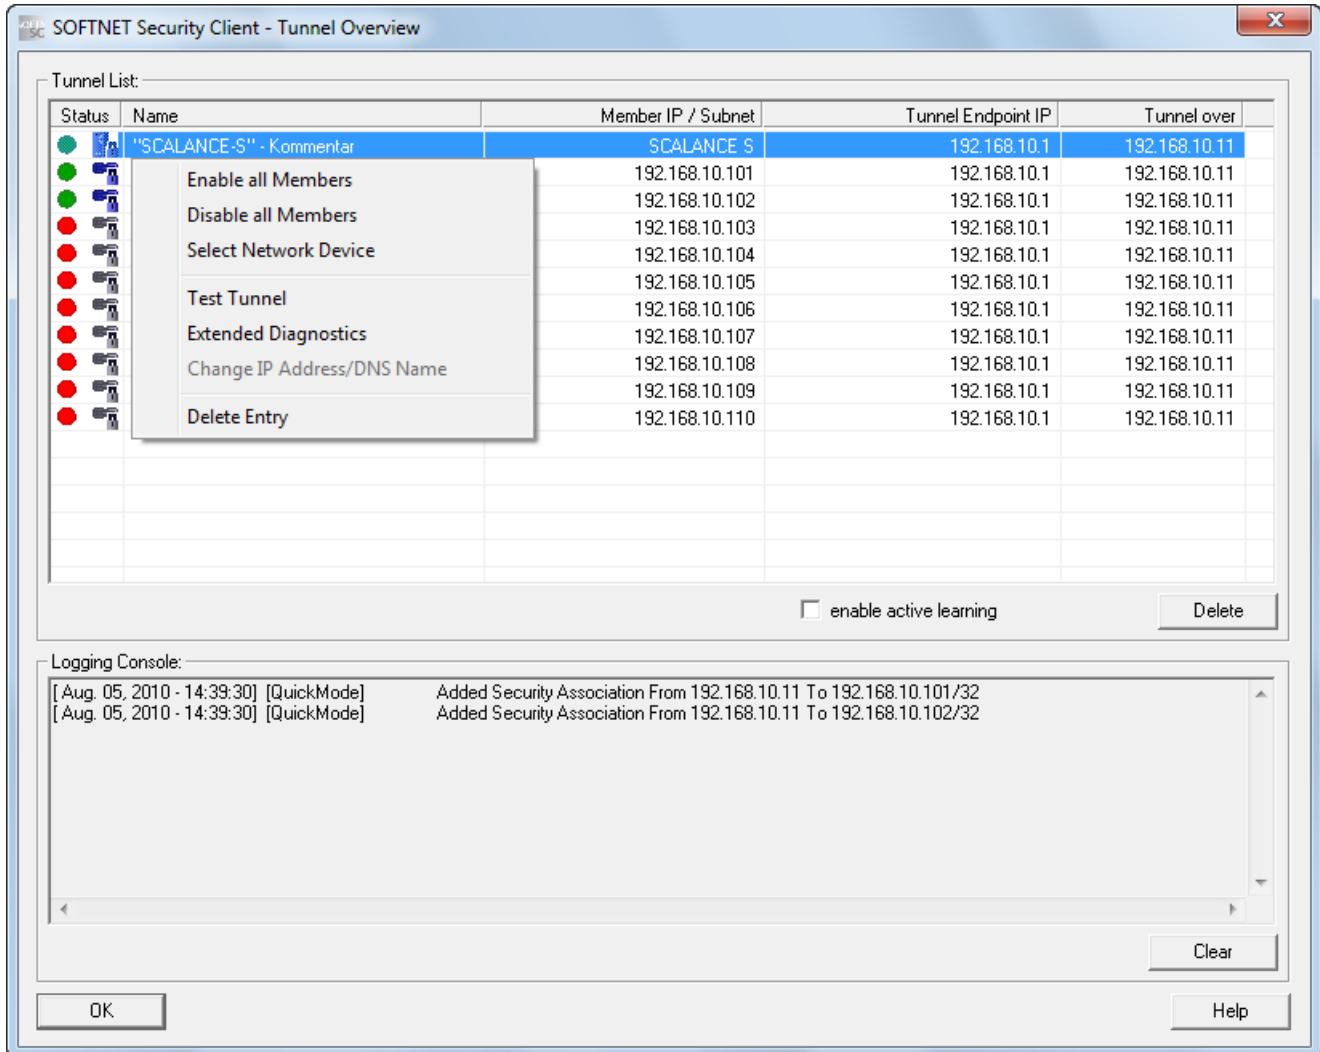 SOFTNET Security Client - Tunnel Overview
Tunnel List:
Status Name Member IP / Subnet Tunnel Endpoint IP Tunnel over
"SCALANCE-S" - Kommentar SCALANCE S 192.168.10.1 192.168.10.11
192.168.10.101 192.168.10.1 192.168.10.11
192.168.10.102 192.168.10.1 192.168.10.11
192.168.10.103 192.168.10.1 192.168.10.11
192.168.10.104 192.168.10.1 192.168.10.11
192.168.10.105 192.168.10.1 192.168.10.11
192.168.10.106 192.168.10.1 192.168.10.11
192.168.10.107 192.168.10.1 192.168.10.11
192.168.10.108 192.168.10.1 192.168.10.11
192.168.10.109 192.168.10.1 192.168.10.11
192.168.10.110 192.168.10.1 192.168.10.11
Enable all Members
Disable all Members
Select Network Device
Test Tunnel
Extended Diagnostics
Change IP Address/DNS Name
Delete Entry
enable active learning
Delete
Logging Console:
[ Aug. 05, 2010 - 14:39:30] [QuickMode] Added Security Association From 192.168.10.11 To 192.168.10.101/32
[ Aug. 05, 2010 - 14:39:30] [QuickMode] Added Security Association From 192.168.10.11 To 192.168.10.102/32
Clear
OK
Help